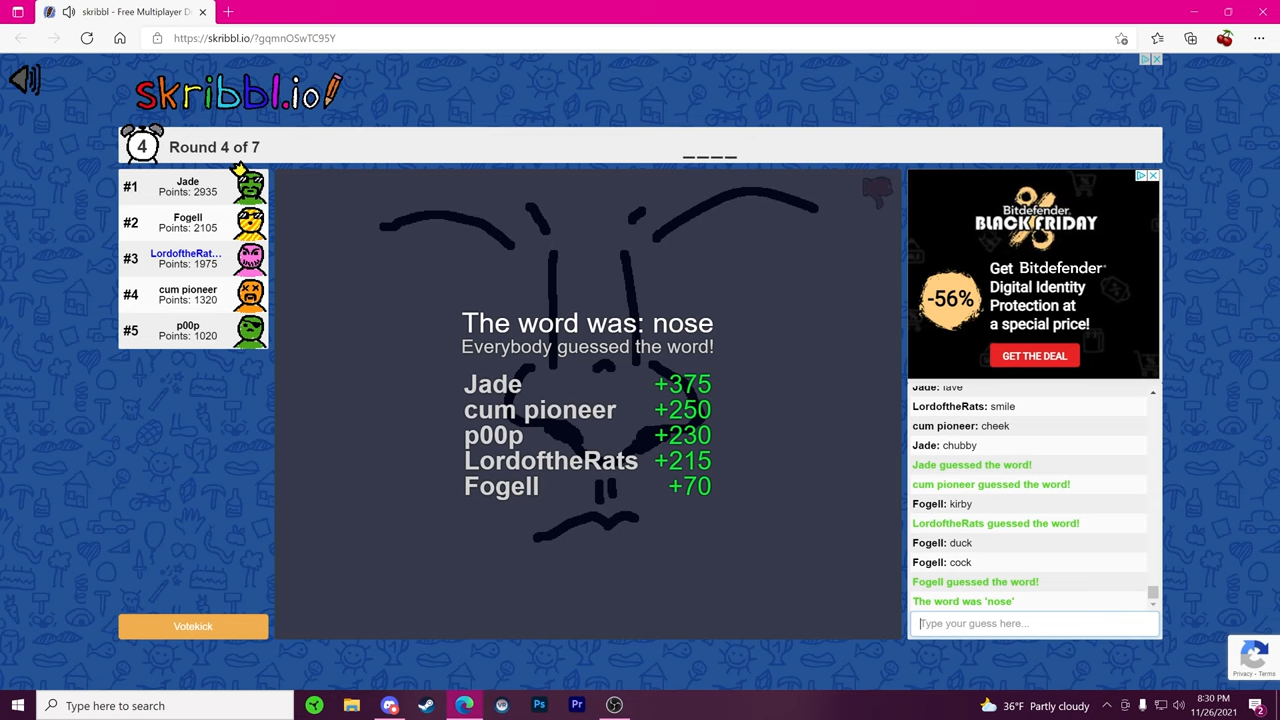 skribbl - Free Multiplayer D
https://skribbl.io/?gqmnOSwTC95Y
skribbl.io
4
Round 4 of 7
_ _ _ _
#1
Jade
Points: 2935
#2
Fogell
Points: 2105
#3
LordoftheRat...
Points: 1975
#4
cum pioneer
Points: 1320
#5
p00p
Points: 1020
Votekick
The word was: nose
Everybody guessed the word!
Jade +375
cum pioneer +250
p00p +230
LordoftheRats +215
Fogell +70
Bitdefender
BLACK FRIDAY
%
-56%
Get Bitdefender
Digital Identity
Protection at
a special price!
GET THE DEAL
LordoftheRats: smile
cum pioneer: cheek
Jade: chubby
Jade guessed the word!
cum pioneer guessed the word!
Fogell: kirby
LordoftheRats guessed the word!
Fogell: duck
Fogell: cock
Fogell guessed the word!
The word was 'nose'
Type your guess here...
Privacy - Terms
Type here to search
Ps
Pr
36°F Partly cloudy
8:30 PM
11/26/2021
2